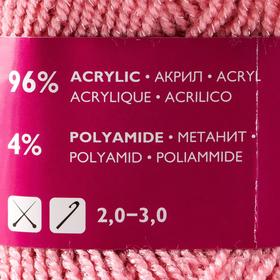 96% ACRYLIC • АКРИЛ • ACRYL
ACRYLIQUE • ACRILICO
4% POLYAMIDE • МЕТАНИТ •
POLYAMID • POLIAMMIDE
2,0–3,0